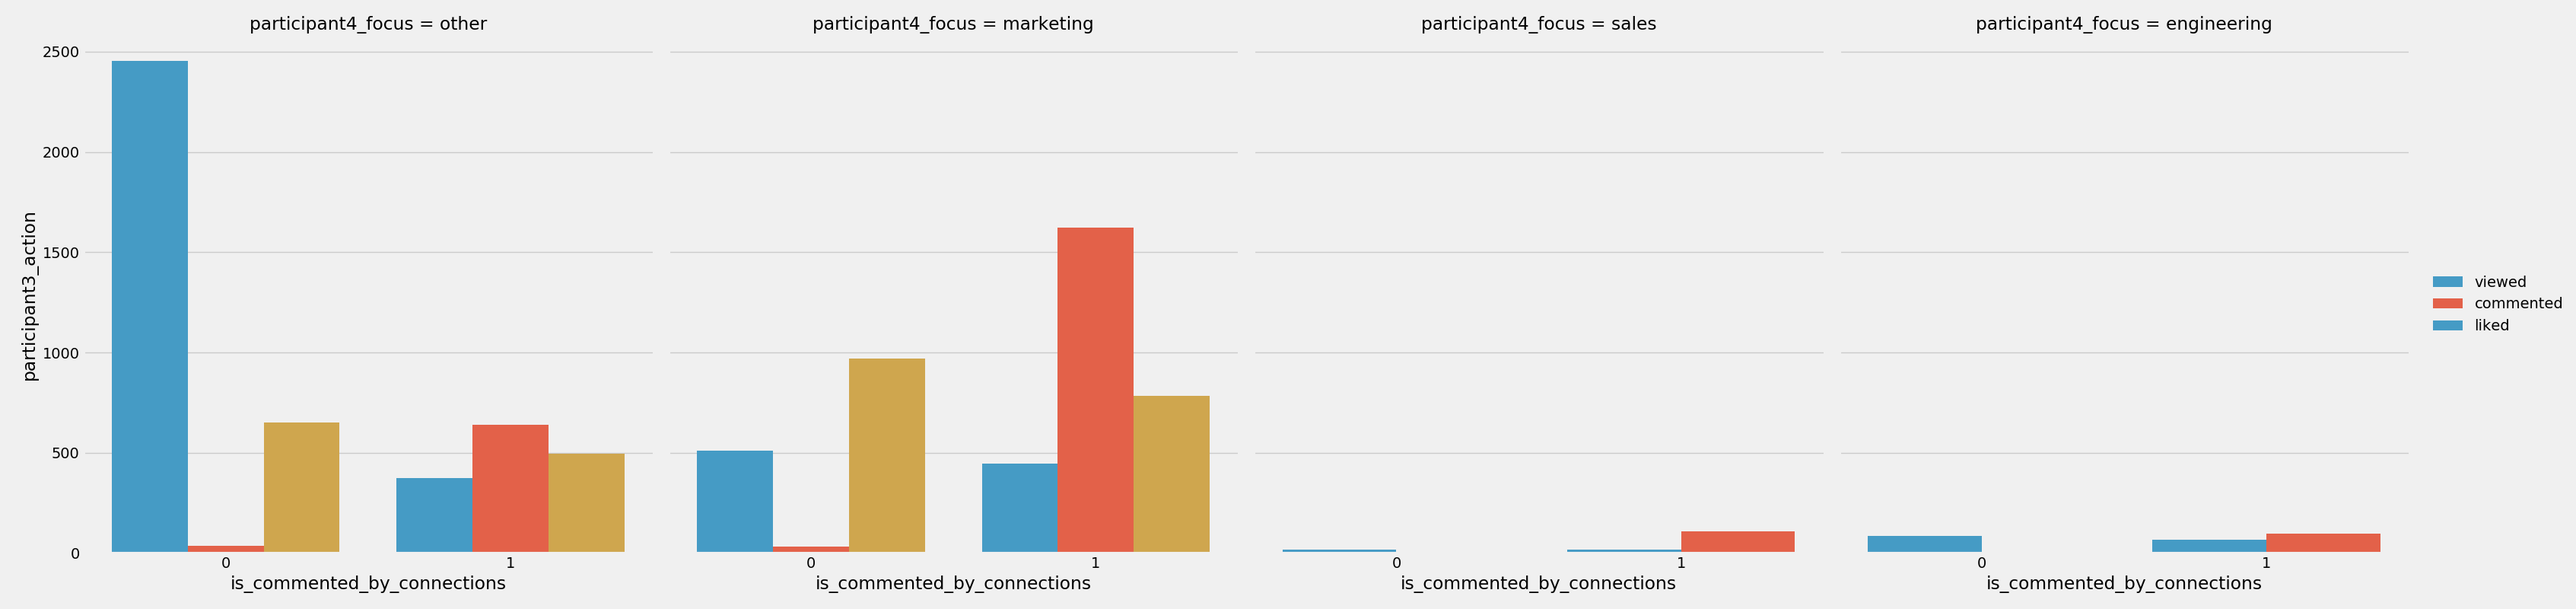 participant4_focus = other
participant4_focus = marketing
participant4_focus = sales
participant4_focus = engineering
2500
2000
1500
1000
500
0
participant3_action
0
1
0
1
0
1
0
1
is_commented_by_connections
is_commented_by_connections
is_commented_by_connections
is_commented_by_connections
viewed
commented
liked